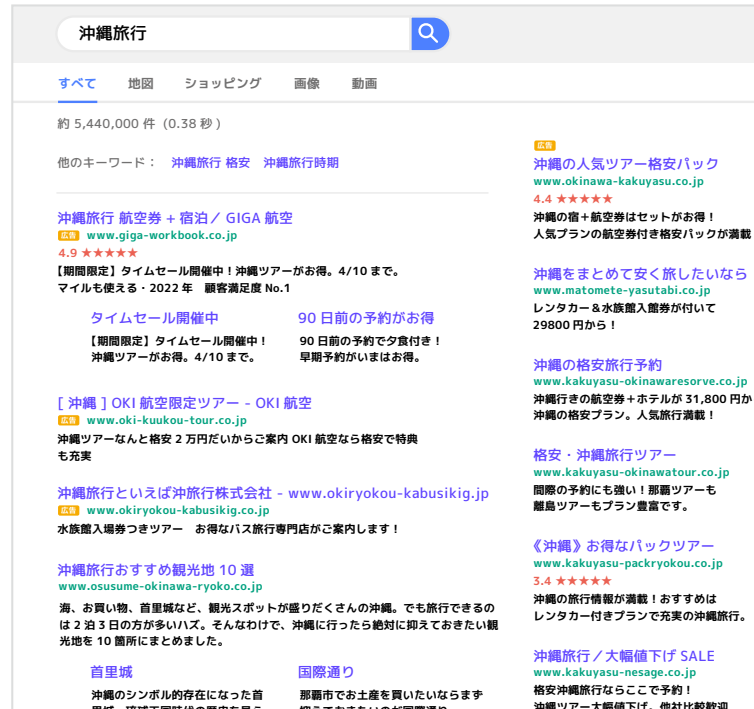 沖縄旅行
すべて 地図 ショッピング 画像 動画
約 5,440,000 件 (0.38 秒 )
他のキーワード： 沖縄旅行 格安 沖縄旅行時期
沖縄旅行 航空券 + 宿泊／ GIGA 航空
広告 www.giga-workbook.co.jp
4.9 ★★★★★
【期間限定】タイムセール開催中！沖縄ツアーがお得。4/10 まで。
マイルも使える・2022 年 顧客満足度 No.1
タイムセール開催中
【期間限定】タイムセール開催中！
沖縄ツアーがお得。4/10 まで。
90 日前の予約がお得
90 日前の予約で夕食付き！
早期予約がいまはお得。
[ 沖縄 ] OKI 航空限定ツアー – OKI 航空
広告 www.oki-kuukou-tour.co.jp
沖縄ツアーなんと格安 2 万円だいからご案内 OKI 航空なら格安で特典
も充実
沖縄旅行といえば沖旅行株式会社 – www.okiryokou-kabusikig.jp
広告 www.okiryokou-kabusikig.co.jp
水族館入場券つきツアー お得なバス旅行専門店がご案内します！
沖縄旅行おすすめ観光地 10 選
www.osusume-okinawa-ryoko.co.jp
海、お買い物、首里城など、観光スポットが盛りだくさんの沖縄。でも旅行できるの
は 2 泊 3 日の方が多いハズ。そんなわけで、沖縄に行ったら絶対に抑えておきたい観
光地を 10 箇所にまとめました。
首里城
沖縄のシンボル的存在になった首
国際通り
那覇市でお土産を買いたいならまず
広告
沖縄の人気ツアー格安パック
www.okinawa-kakuyasu.co.jp
4.4 ★★★★★
沖縄の宿＋航空券はセットがお得！
人気プランの航空券付き格安パックが満載
沖縄をまとめて安く旅したいなら
www.matomete-yasutabi.co.jp
レンタカー＆水族館入館券が付いて
29800 円から！
沖縄の格安旅行予約
www.kakuyasu-okinawaresorve.co.jp
沖縄行きの航空券＋ホテルが 31,800 円か
沖縄の格安プラン。人気旅行満載！
格安・沖縄旅行ツアー
www.kakuyasu-okinawatour.co.jp
間際の予約にも強い！那覇ツアーも
離島ツアーもプラン豊富です。
《沖縄》お得なパックツアー
www.kakuyasu-packryokou.co.jp
3.4 ★★★★★
沖縄の旅行情報が満載！おすすめは
レンタカー付きプランで充実の沖縄旅行。
沖縄旅行／大幅値下げ SALE
www.kakuyasu-nesage.co.jp
格安沖縄旅行ならここで予約！
沖縄ツアー大幅値下げ。他社比較歓迎